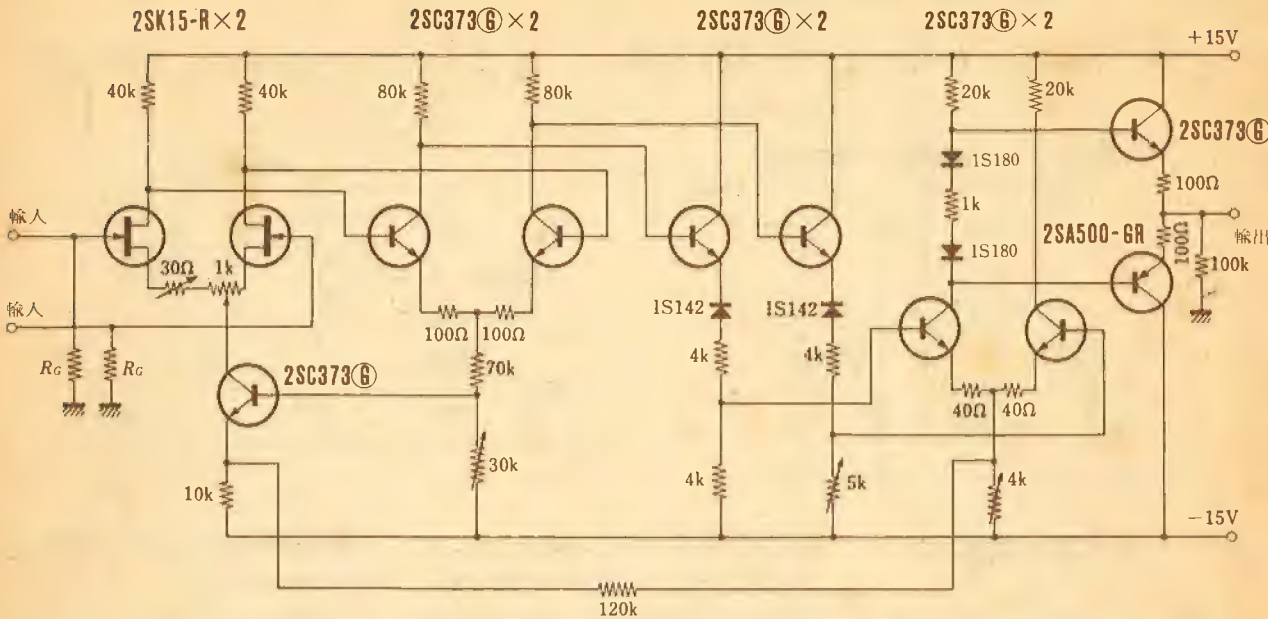 2SK15-R×2
2SC373Ⓖ×2
2SC373Ⓖ×2
2SC373Ⓖ×2
+15V
40k
40k
80k
80k
20k
20k
2SC373Ⓖ
1S180
100Ω
1k
輸入
輸出
2SA500-GR
1S180
100Ω
100k
30Ω
1k
輸入
1S142
1S142
100Ω
100Ω
4k
4k
RG
RG
2SC373Ⓖ
70k
40Ω
40Ω
30k
10k
4k
5k
4k
−15V
120k